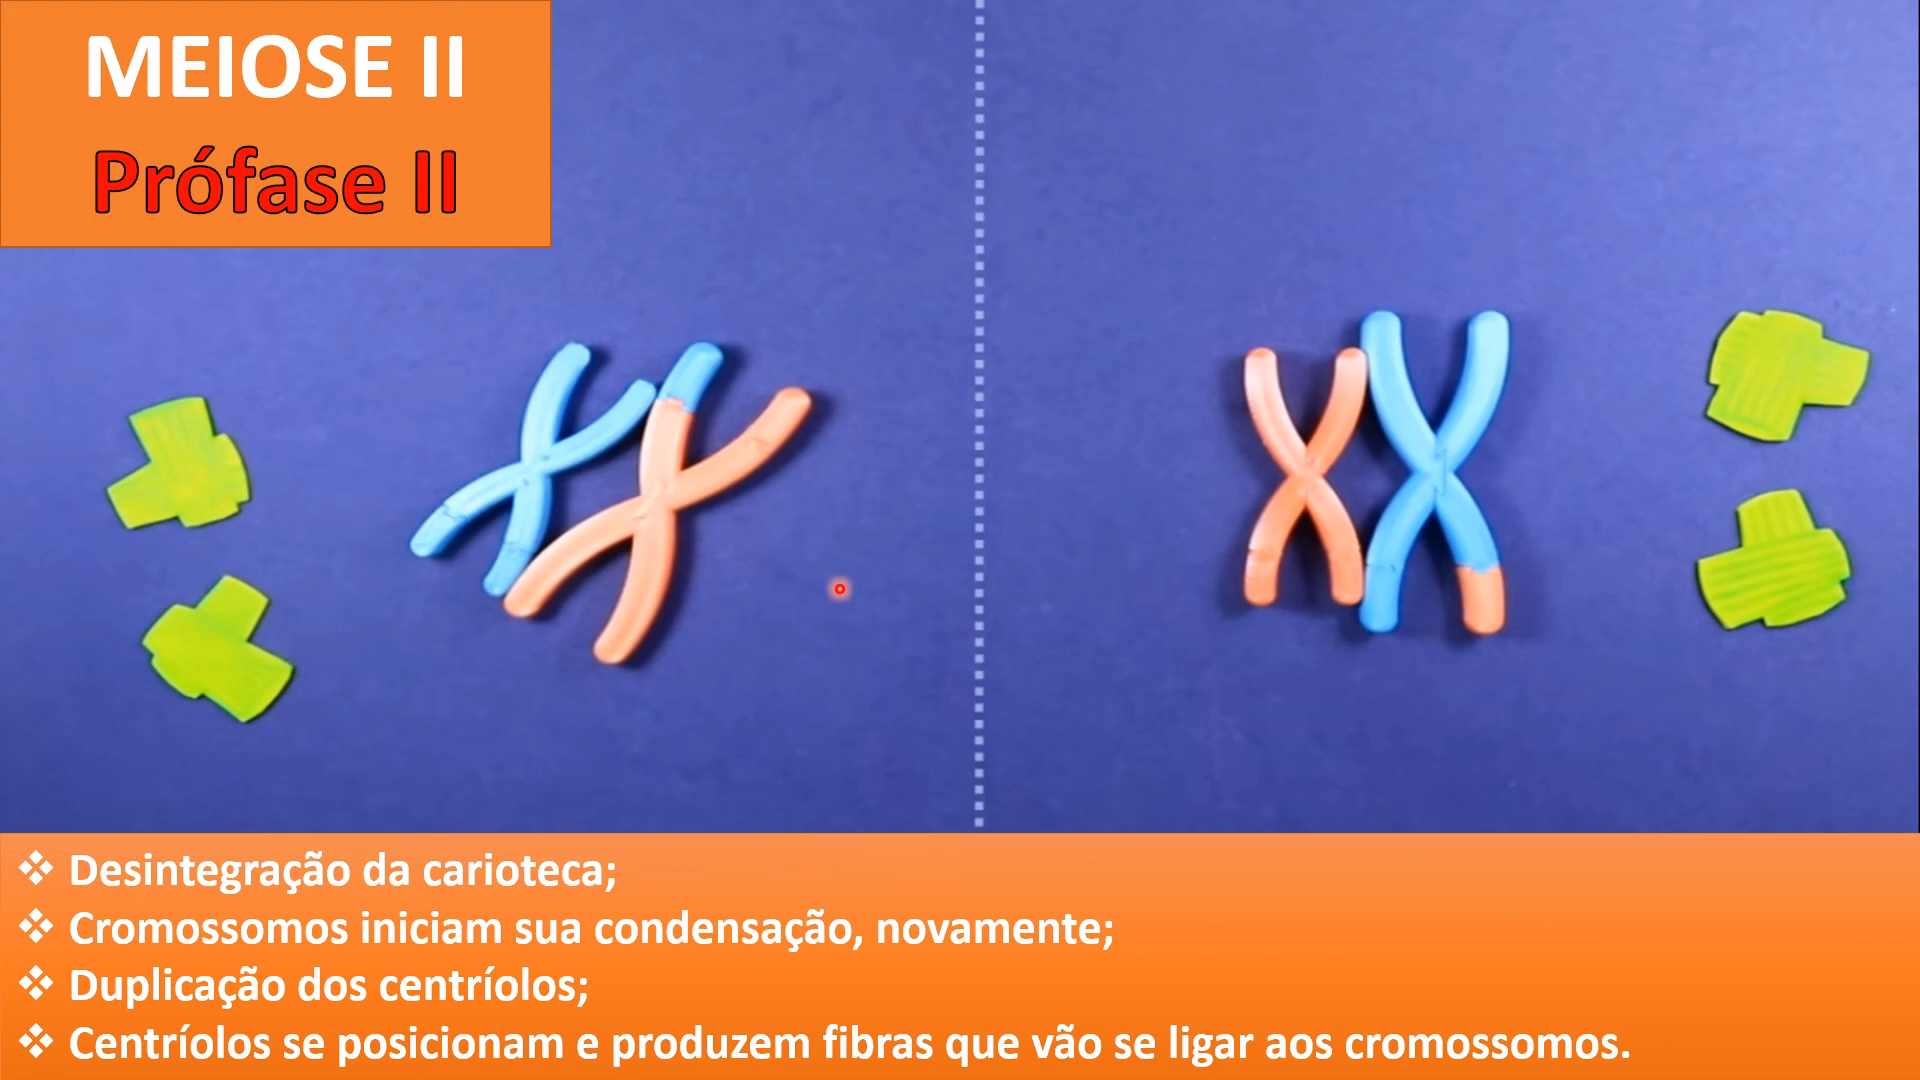 MEIOSE II
Prófase II
❖ Desintegração da carioteca;
❖ Cromossomos iniciam sua condensação, novamente;
❖ Duplicação dos centríolos;
❖ Centríolos se posicionam e produzem fibras que vão se ligar aos cromossomos.